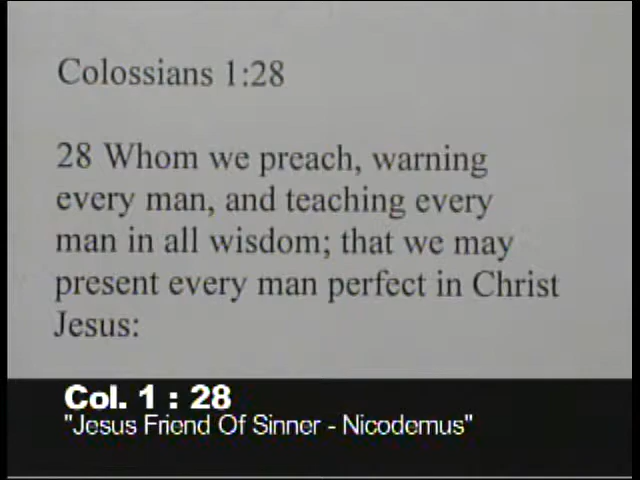 Colossians 1:28
28 Whom we preach, warning
every man, and teaching every
man in all wisdom; that we may
present every man perfect in Christ
Jesus:
Col. 1 : 28
"Jesus Friend Of Sinner - Nicodemus"